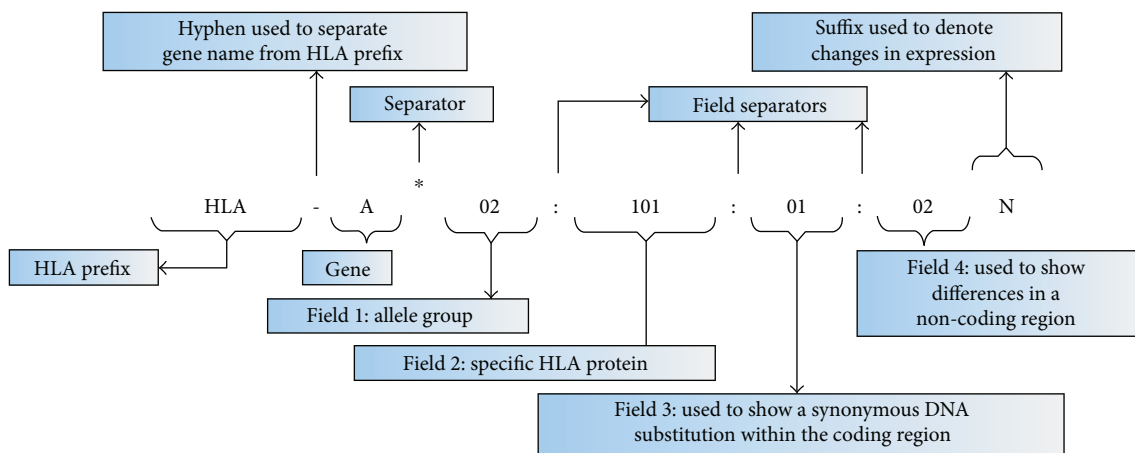 Hyphen used to separate
gene name from HLA prefix
Suffix used to denote
changes in expression
Separator
Field separators
HLA - A * 02 : 101 : 01 : 02 N
HLA prefix
Gene
Field 4: used to show
differences in a
non-coding region
Field 1: allele group
Field 2: specific HLA protein
Field 3: used to show a synonymous DNA
substitution within the coding region